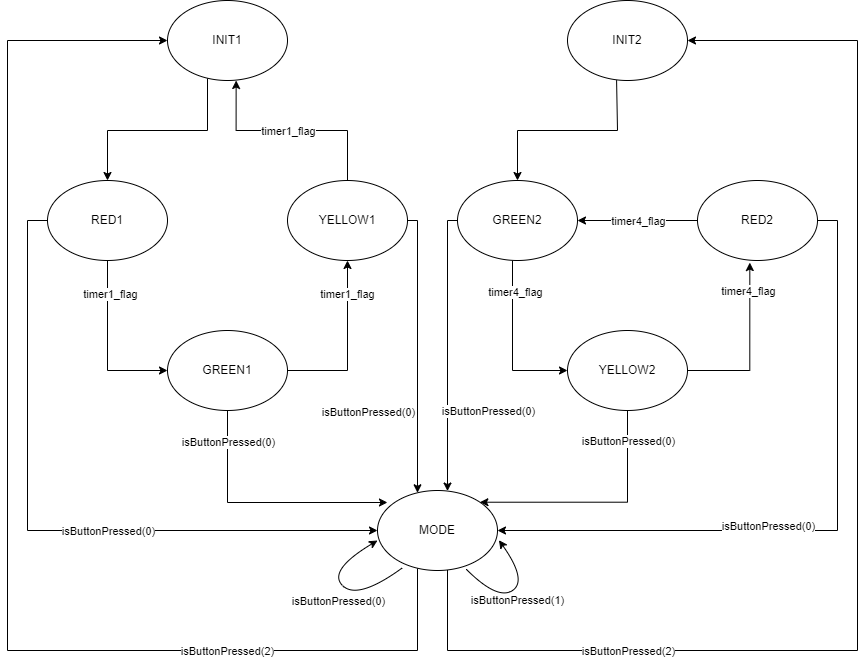 INIT1
INIT2
timer1_flag
RED1
YELLOW1
GREEN2
timer4_flag
RED2
timer1_flag
timer1_flag
timer4_flag
timer4_flag
GREEN1
YELLOW2
isButtonPressed(0)
isButtonPressed(0)
isButtonPressed(0)
isButtonPressed(0)
isButtonPressed(0)
MODE
isButtonPressed(0)
isButtonPressed(0)
isButtonPressed(1)
isButtonPressed(2)
isButtonPressed(2)